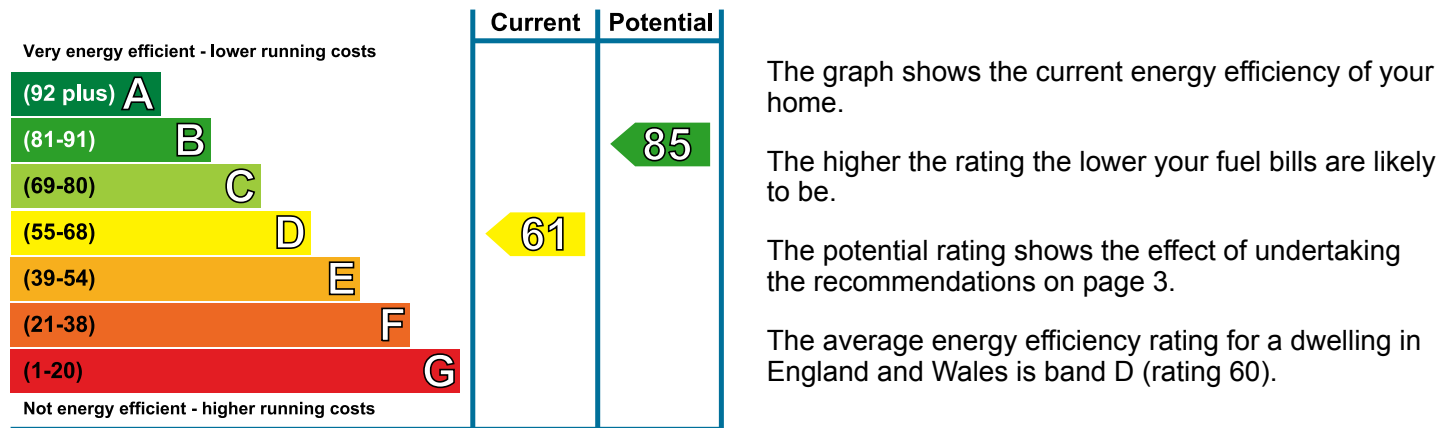 Current Potential
Very energy efficient - lower running costs
(92 plus) A
(81-91) B
85
(69-80) C
(55-68) D
61
(39-54) E
(21-38) F
(1-20) G
Not energy efficient - higher running costs
The graph shows the current energy efficiency of your
home.
The higher the rating the lower your fuel bills are likely
to be.
The potential rating shows the effect of undertaking
the recommendations on page 3.
The average energy efficiency rating for a dwelling in
England and Wales is band D (rating 60).